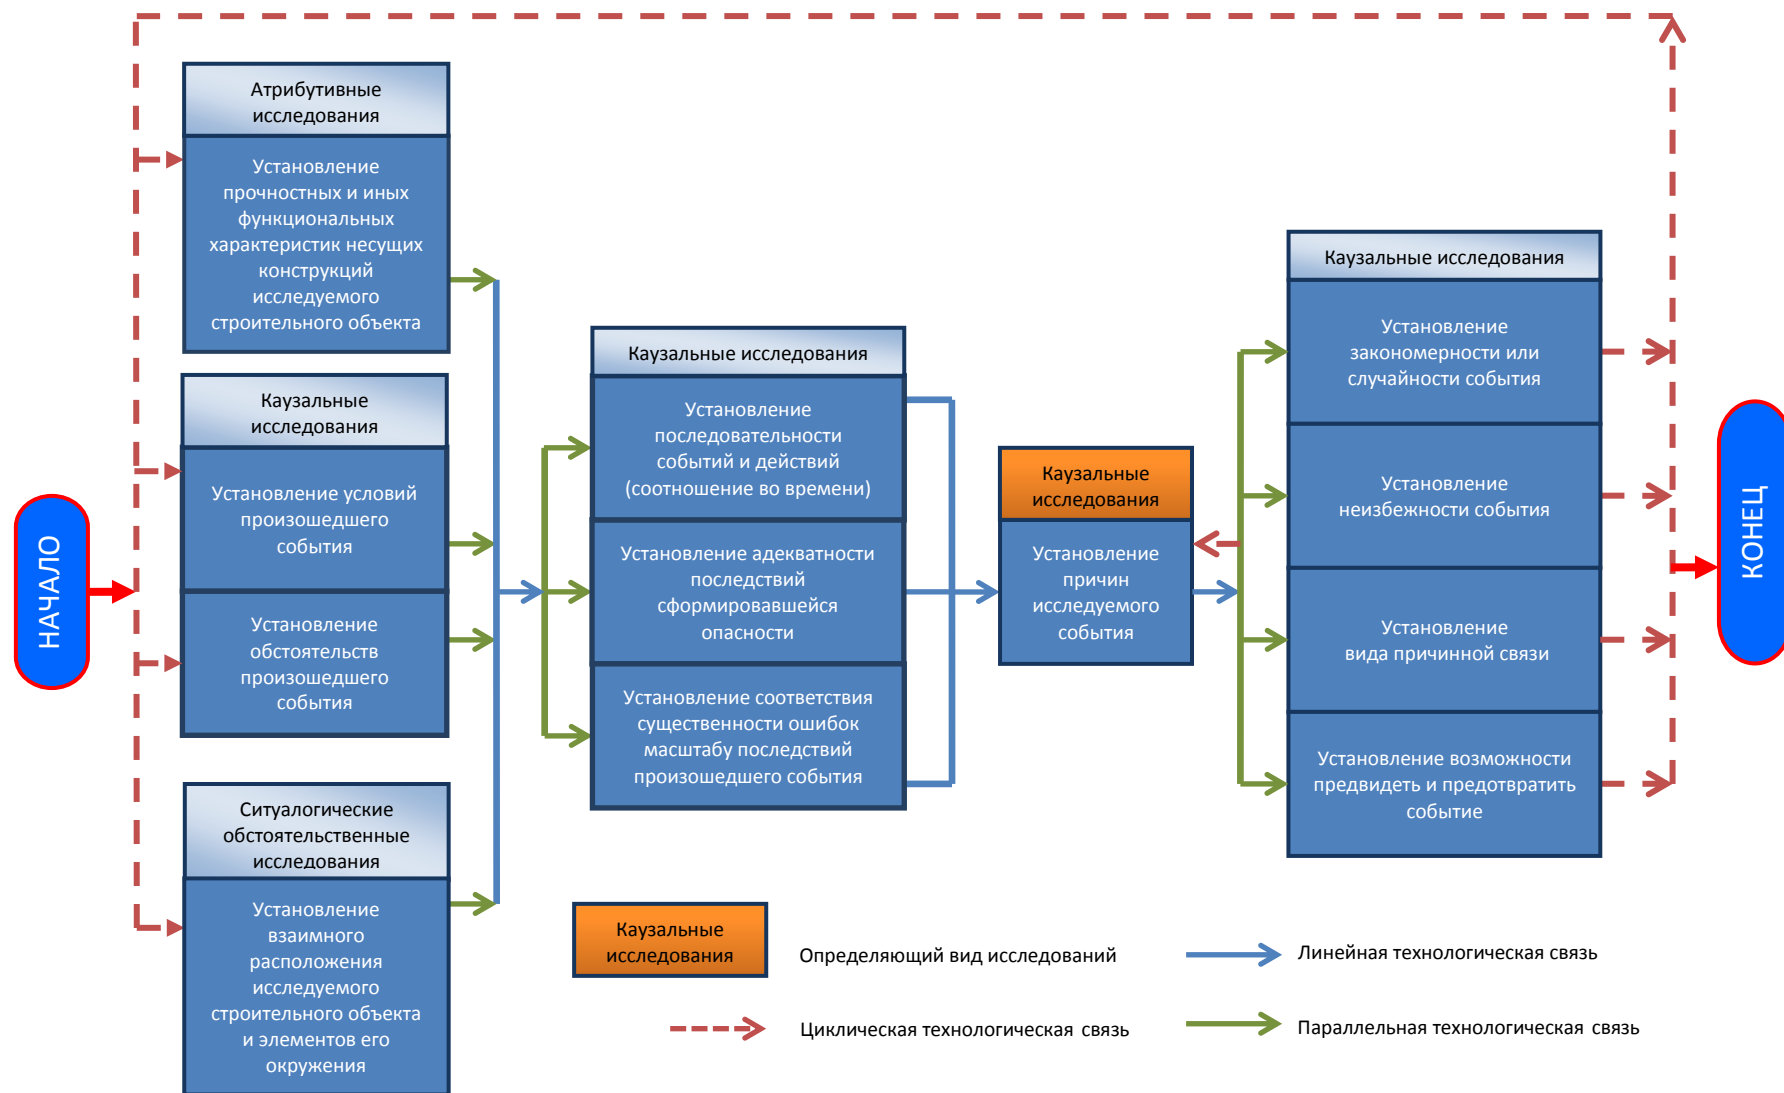 НАЧАЛО
Атрибутивные
исследования
Установление
прочностных и иных
функциональных
характеристик несущих
конструкций
исследуемого
строительного объекта
Каузальные
исследования
Установление условий
произошедшего
события
Установление
обстоятельств
произошедшего
события
Ситуалогические
обстоятельственные
исследования
Установление
взаимного
расположения
исследуемого
строительного объекта
и элементов его
окружения
Каузальные исследования
Установление
последовательности
событий и действий
(соотношение во времени)
Установление адекватности
последствий
сформировавшейся
опасности
Установление соответствия
существенности ошибок
масштабу последствий
произошедшего события
Каузальные
исследования
Установление
причин
исследуемого
события
Каузальные исследования
Установление
закономерности или
случайности события
Установление
неизбежности события
Установление
вида причинной связи
Установление возможности
предвидеть и предотвратить
событие
КОНЕЦ
Каузальные
исследования
Определяющий вид исследований
Линейная технологическая связь
Циклическая технологическая связь
Параллельная технологическая связь